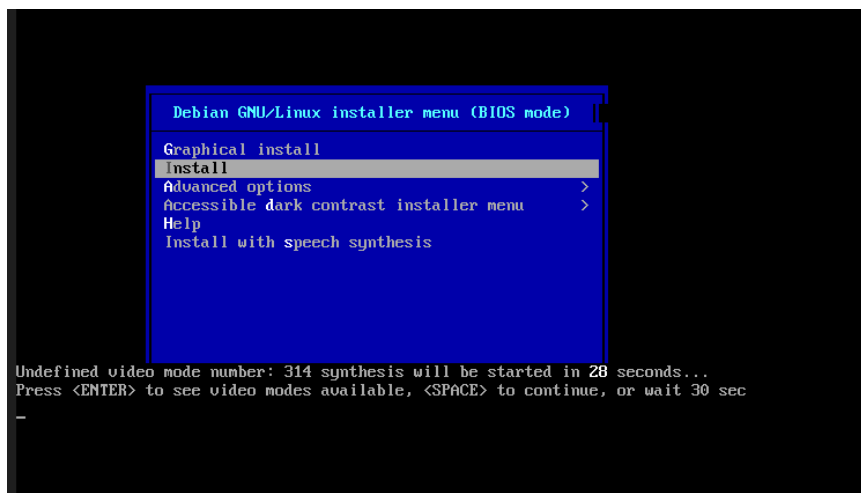 Debian GNU/Linux installer menu (BIOS mode)
Graphical install
Install
Advanced options >
Accessible dark contrast installer menu >
Help
Install with speech synthesis
Undefined video mode number: 314 synthesis will be started in 28 seconds...
Press <ENTER> to see video modes available, <SPACE> to continue, or wait 30 sec
_